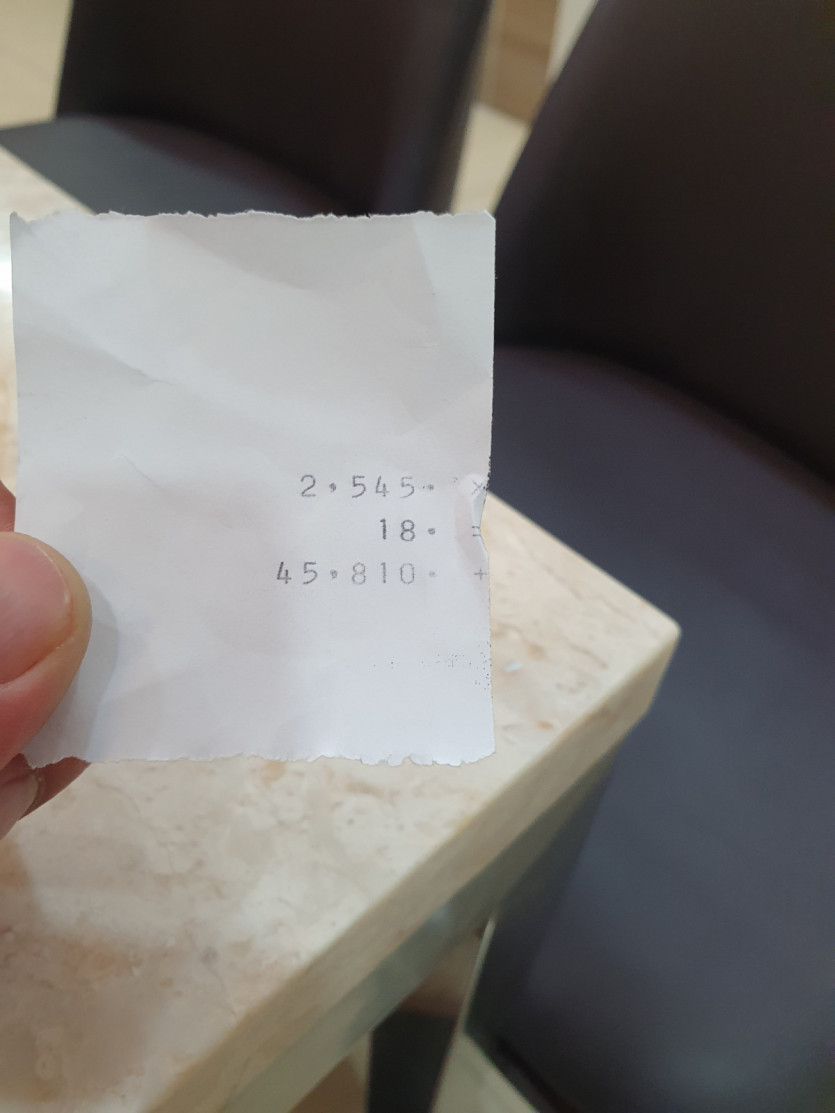 2,545. ×
18. =
45,810. +